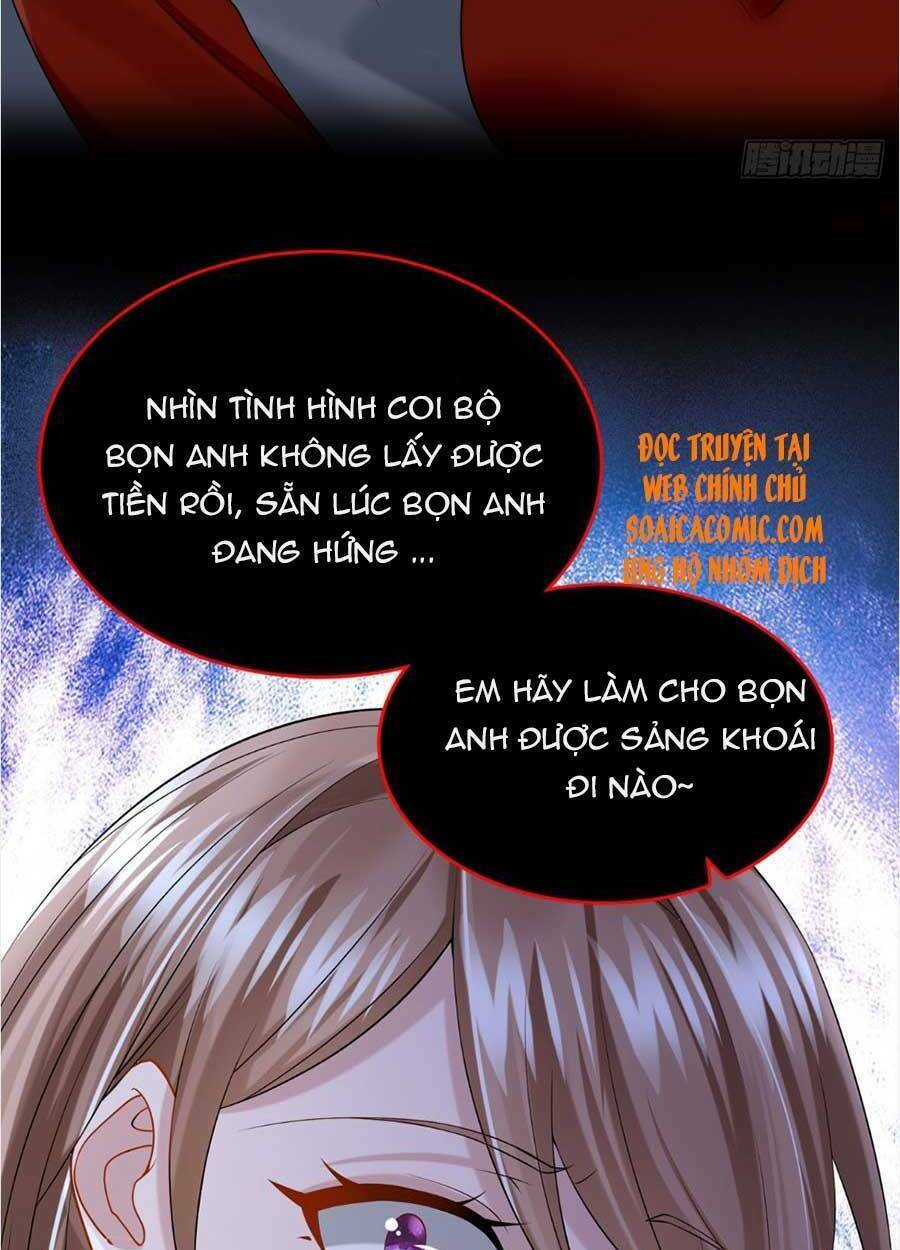 腾讯动漫
NHÌN TÌNH HÌNH COI BỘ
BỌN ANH KHÔNG LẤY ĐƯỢC
TIỀN RỒI, SẴN LÚC BỌN ANH
ĐANG HỨNG ...
ĐỌC TRUYỆN TẠI
WEB CHÍNH CHỦ
SOAICACOMIC.COM
ỦNG HỘ NHÓM DỊCH
EM HÃY LÀM CHO BỌN
ANH ĐƯỢC SẢNG KHOÁI
ĐI NÀO~